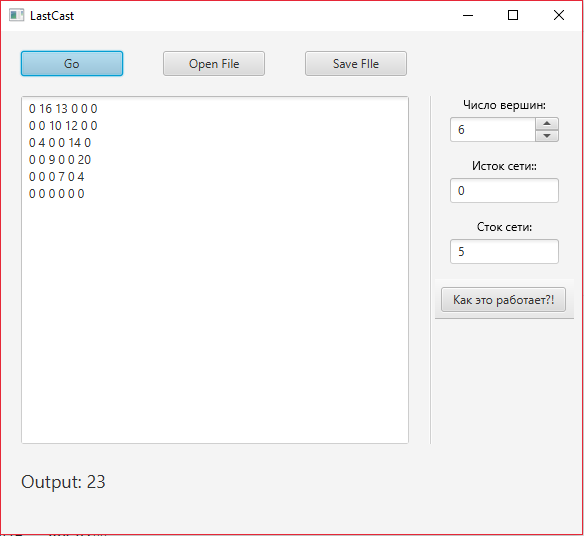 LastCast
Go
Open File
Save FIle
0 16 13 0 0 0
0 0 10 12 0 0
0 4 0 0 14 0
0 0 9 0 0 20
0 0 0 7 0 4
0 0 0 0 0 0
Число вершин:
6
Исток сети::
0
Сток сети:
5
Как это работает?!
Output: 23